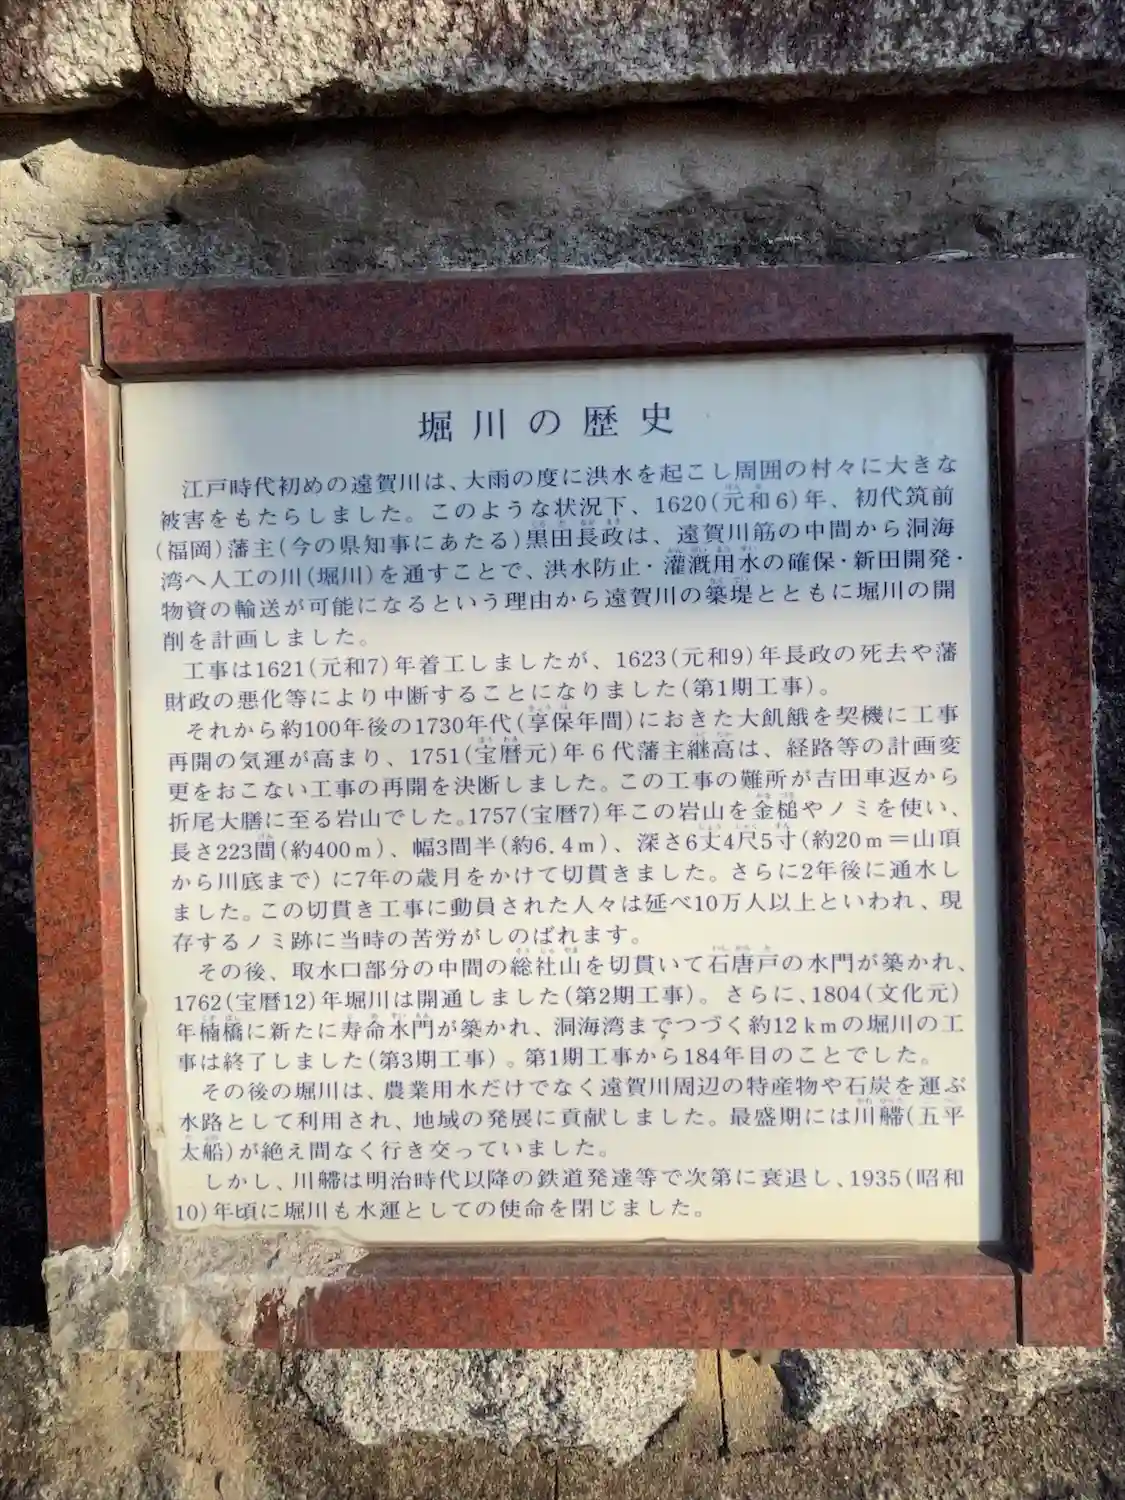 堀川の歴史
江戸時代初めの遠賀川は、大雨の度に洪水を起こし周囲の村々に大きな
被害をもたらしました。このような状況下、1620(元和6)年、初代筑前
(福岡)藩主(今の県知事にあたる)黒田長政は、遠賀川筋の中間から洞海
湾へ人工の川(堀川)を通すことで、洪水防止・灌漑用水の確保・新田開発・
物資の輸送が可能になるという理由から遠賀川の築堤とともに堀川の開
削を計画しました。
工事は1621(元和7)年着工しましたが、1623(元和9)年長政の死去や藩
財政の悪化等により中断することになりました(第1期工事)。
それから約100年後の1730年代(享保年間)におきた大飢餓を契機に工事
再開の気運が高まり、1751(宝暦元)年6代藩主継高は、経路等の計画変
更をおこない工事の再開を決断しました。この工事の難所が吉田車返から
折尾大膳に至る岩山でした。1757(宝暦7)年この岩山を金槌やノミを使い、
長さ223間(約400m)、幅3間半(約6.4m)、深さ6丈4尺5寸(約20m=山頂
から川底まで)に7年の歳月をかけて切貫きました。さらに2年後に通水し
ました。この切貫き工事に動員された人々は延べ10万人以上といわれ、現
存するノミ跡に当時の苦労がしのばれます。
その後、取水口部分の中間の総社山を切貫いて石唐戸の水門が築かれ、
1762(宝暦12)年堀川は開通しました(第2期工事)。さらに、1804(文化元)
年楠橋に新たに寿命水門が築かれ、洞海湾までつづく約12kmの堀川の工
事は終了しました(第3期工事)。第1期工事から184年目のことでした。
その後の堀川は、農業用水だけでなく遠賀川周辺の特産物や石炭を運ぶ
水路として利用され、地域の発展に貢献しました。最盛期には川艜(五平
太船)が絶え間なく行き交っていました。
しかし、川艜は明治時代以降の鉄道発達等で次第に衰退し、1935(昭和
10)年頃に堀川も水運としての使命を閉じました。